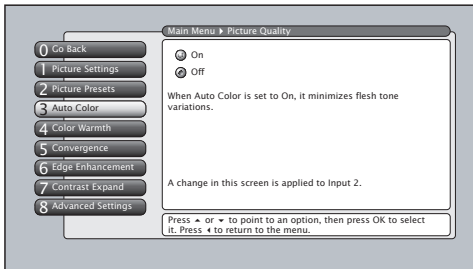 Main Menu ▶ Picture Quality
0 Go Back
1 Picture Settings
2 Picture Presets
3 Auto Color
4 Color Warmth
5 Convergence
6 Edge Enhancement
7 Contrast Expand
8 Advanced Settings
On
Off
When Auto Color is set to On, it minimizes flesh tone
variations.
A change in this screen is applied to Input 2.
Press ▲ or ▼ to point to an option, then press OK to select
it. Press ◀ to return to the menu.